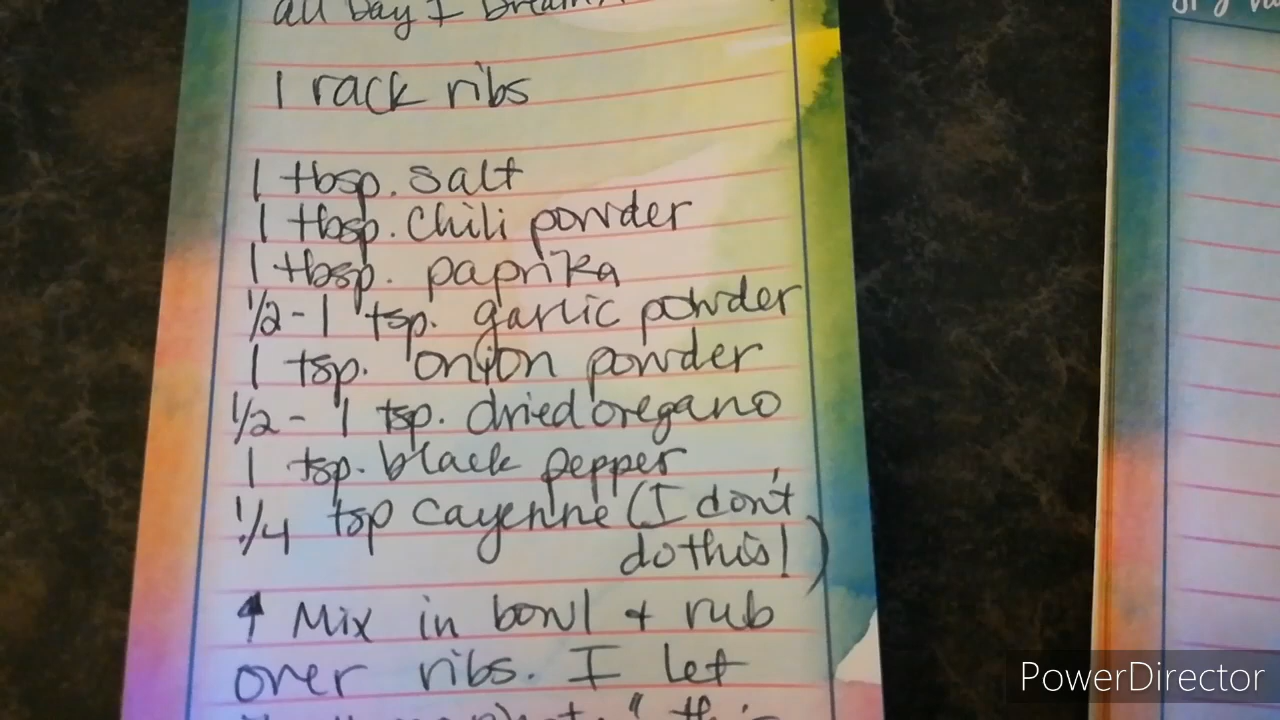 all Day I Dream
1 rack ribs
1 tbsp. salt
1 tbsp. Chili powder
1 tbsp. paprika
1/2 - 1 tsp. garlic powder
1 tsp. onion powder
1/2 - 1 tsp. dried oregano
1 tsp. black pepper
1/4 tsp cayenne (I don't
do this!)
Mix in bowl + rub
over ribs. I let
PowerDirector